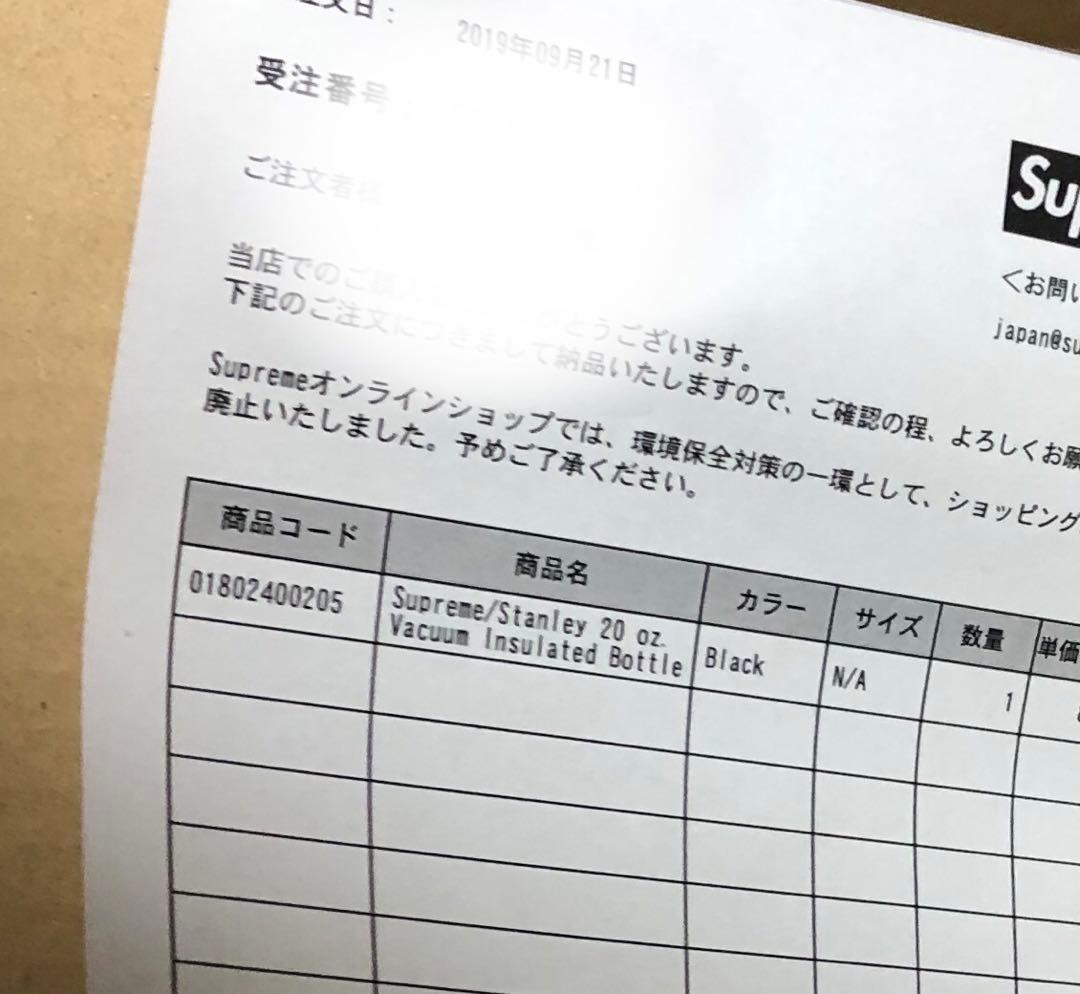 注文日：
2019年09月21日
受注番号
ご注文者様
Sup
<お問い
japan@su
当店でのご購入 とうございます。
下記のご注文につきまして納品いたしますので、ご確認の程、よろしくお願
Supremeオンラインショップでは、環境保全対策の一環として、ショッピング
廃止いたしました。予めご了承ください。
商品コード 商品名 カラー サイズ 数量 単価
01802400205 Supreme/Stanley 20 oz. Vacuum Insulated Bottle Black N/A 1